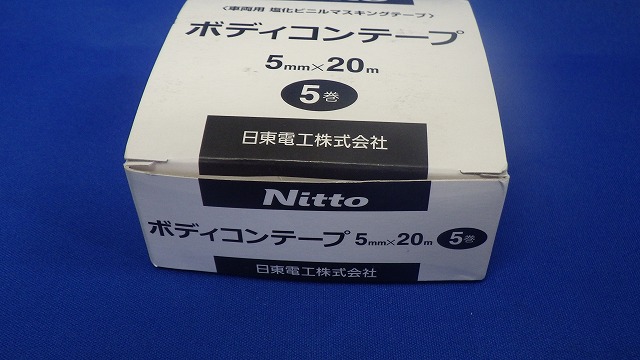 〈車両用 塩化ビニルマスキングテープ〉
ボディコンテープ
5mm×20m
5巻
日東電工株式会社
Nitto
ボディコンテープ 5mm×20m 5巻
日東電工株式会社